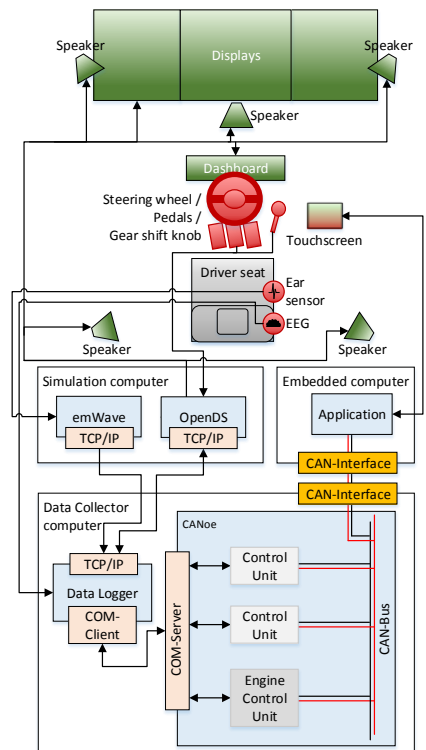 Speaker
Displays
Speaker
Speaker
Dashboard
Steering wheel /
Pedals /
Gear shift knob
Touchscreen
Driver seat
Ear
sensor
EEG
Speaker
Speaker
Simulation computer
Embedded computer
emWave
TCP/IP
OpenDS
TCP/IP
Application
CAN-Interface
CAN-Interface
Data Collector
computer
CANoe
TCP/IP
Data Logger
COM-
Client
COM-Server
Control
Unit
Control
Unit
Engine
Control
Unit
CAN-Bus